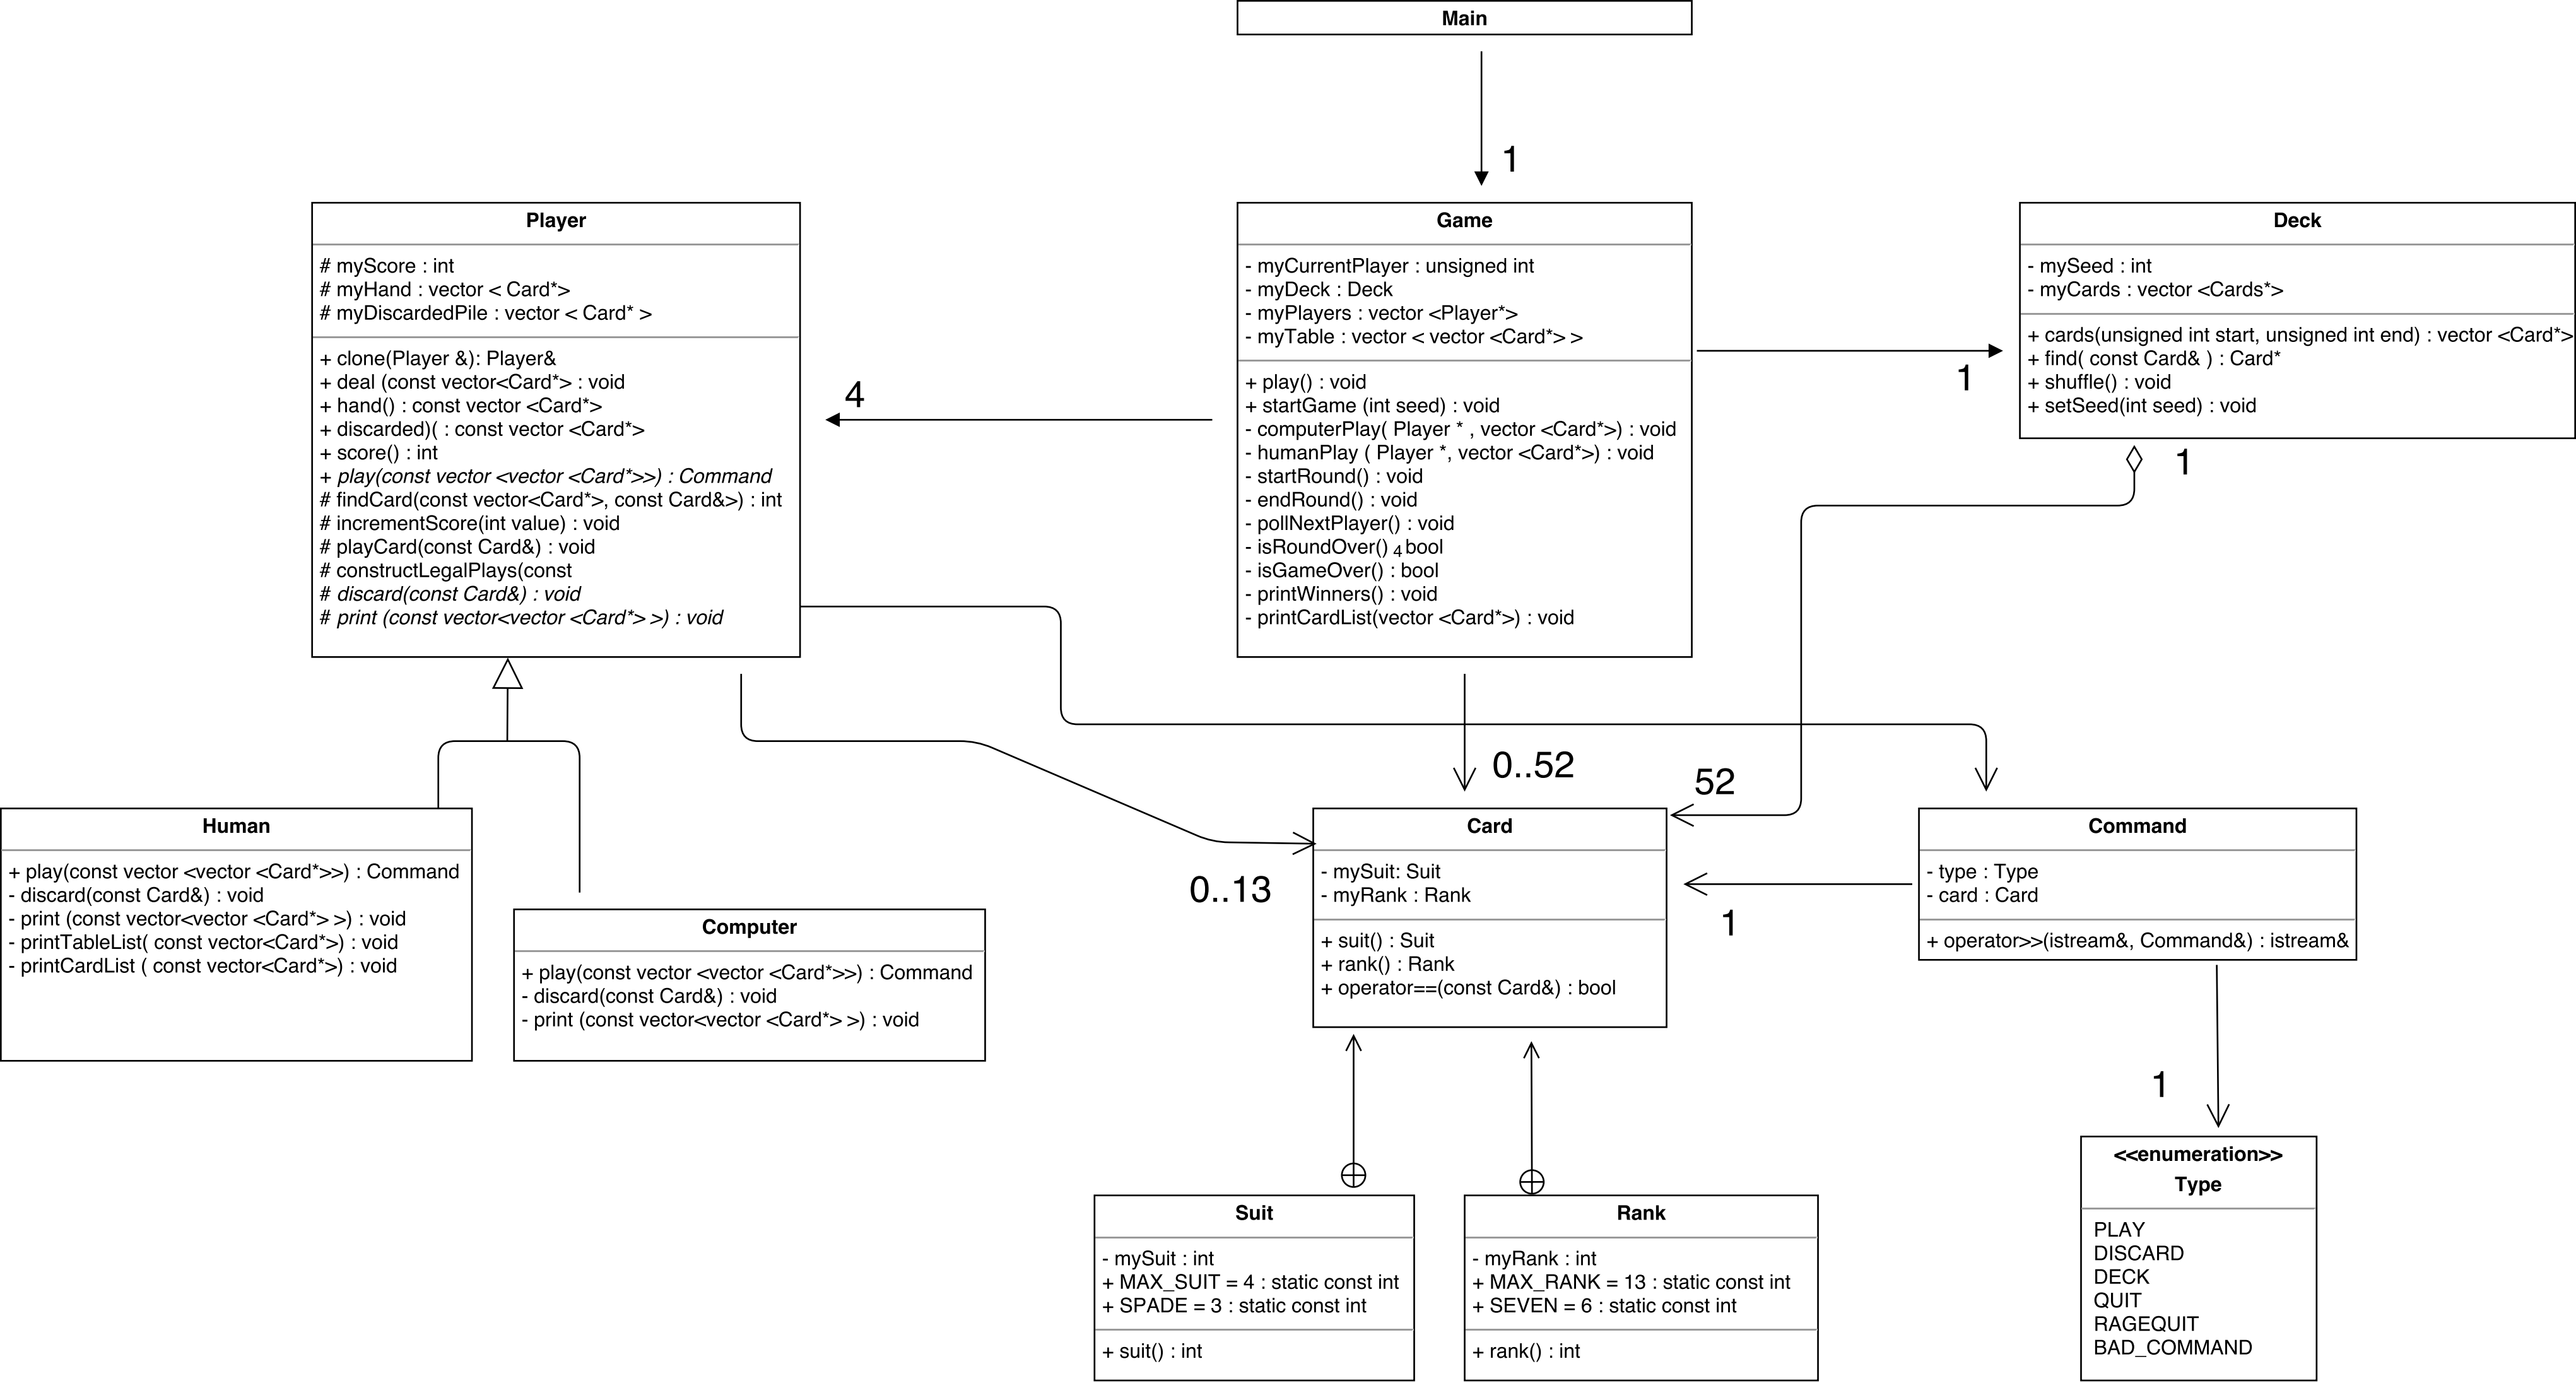 Main
1
Player
# myScore : int
# myHand : vector < Card*>
# myDiscardedPile : vector < Card* >
+ clone(Player &): Player&
+ deal (const vector<Card*> : void
+ hand() : const vector <Card*>
+ discarded)( : const vector <Card*>
+ score() : int
+ play(const vector <vector <Card*>>) : Command
# findCard(const vector<Card*>, const Card&>) : int
# incrementScore(int value) : void
# playCard(const Card&) : void
# constructLegalPlays(const
# discard(const Card&) : void
# print (const vector<vector <Card*> >) : void
4
Game
- myCurrentPlayer : unsigned int
- myDeck : Deck
- myPlayers : vector <Player*>
- myTable : vector < vector <Card*> >
+ play() : void
+ startGame (int seed) : void
- computerPlay( Player * , vector <Card*>) : void
- humanPlay ( Player *, vector <Card*>) : void
- startRound() : void
- endRound() : void
- pollNextPlayer() : void
- isRoundOver() 4 bool
- isGameOver() : bool
- printWinners() : void
- printCardList(vector <Card*>) : void
1
Deck
- mySeed : int
- myCards : vector <Cards*>
+ cards(unsigned int start, unsigned int end) : vector <Card*>
+ find( const Card& ) : Card*
+ shuffle() : void
+ setSeed(int seed) : void
1
0..52
52
0..13
Human
+ play(const vector <vector <Card*>>) : Command
- discard(const Card&) : void
- print (const vector<vector <Card*> >) : void
- printTableList( const vector<Card*>) : void
- printCardList ( const vector<Card*>) : void
Computer
+ play(const vector <vector <Card*>>) : Command
- discard(const Card&) : void
- print (const vector<vector <Card*> >) : void
Card
- mySuit: Suit
- myRank : Rank
+ suit() : Suit
+ rank() : Rank
+ operator==(const Card&) : bool
1
Command
- type : Type
- card : Card
+ operator>>(istream&, Command&) : istream&
1
Suit
- mySuit : int
+ MAX_SUIT = 4 : static const int
+ SPADE = 3 : static const int
+ suit() : int
Rank
- myRank : int
+ MAX_RANK = 13 : static const int
+ SEVEN = 6 : static const int
+ rank() : int
<<enumeration>>
Type
PLAY
DISCARD
DECK
QUIT
RAGEQUIT
BAD_COMMAND